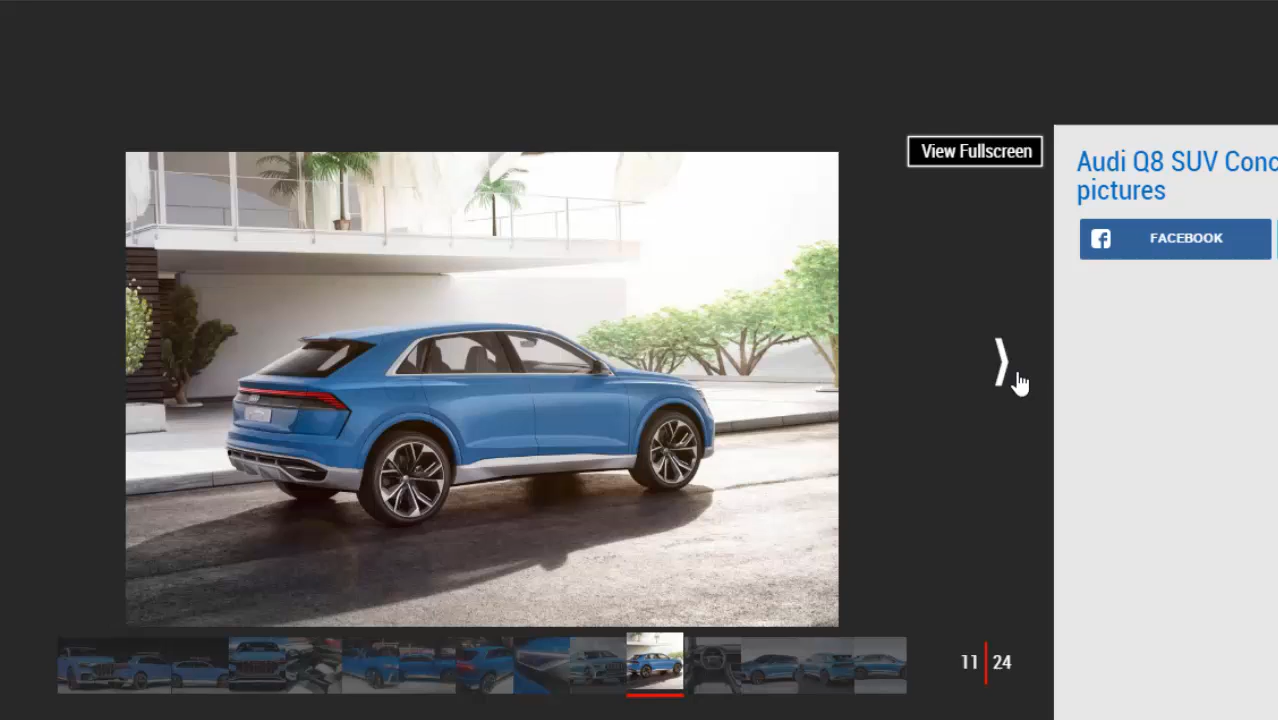 View Fullscreen
Audi Q8 SUV Conc
pictures
FACEBOOK
11 24